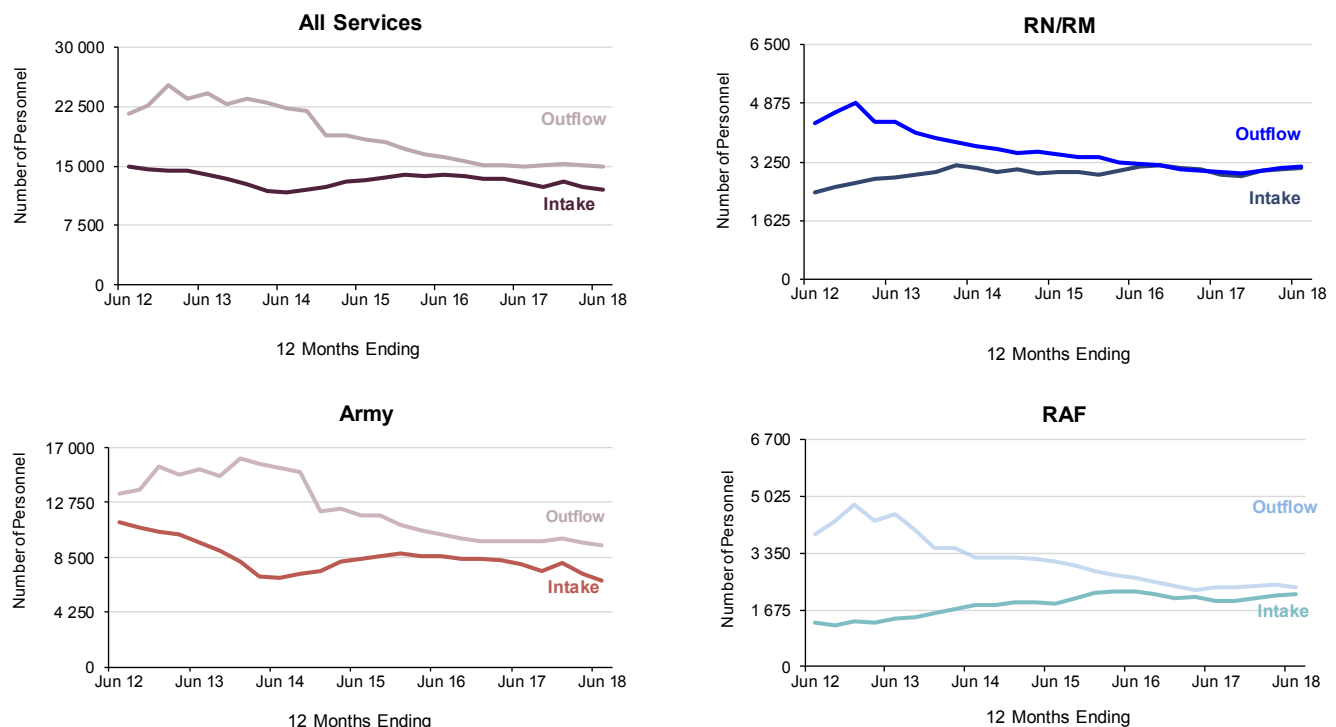 All Services
Number of Personnel
30 000
22 500
15 000
7 500
0
Outflow
Intake
Jun 12 Jun 13 Jun 14 Jun 15 Jun 16 Jun 17 Jun 18
12 Months Ending
RN/RM
Number of Personnel
6 500
4 875
3 250
1 625
0
Outflow
Intake
Jun 12 Jun 13 Jun 14 Jun 15 Jun 16 Jun 17 Jun 18
12 Months Ending
Army
Number of Personnel
17 000
12 750
8 500
4 250
0
Outflow
Intake
Jun 12 Jun 13 Jun 14 Jun 15 Jun 16 Jun 17 Jun 18
12 Months Ending
RAF
Number of Personnel
6 700
5 025
3 350
1 675
0
Outflow
Intake
Jun 12 Jun 13 Jun 14 Jun 15 Jun 16 Jun 17 Jun 18
12 Months Ending